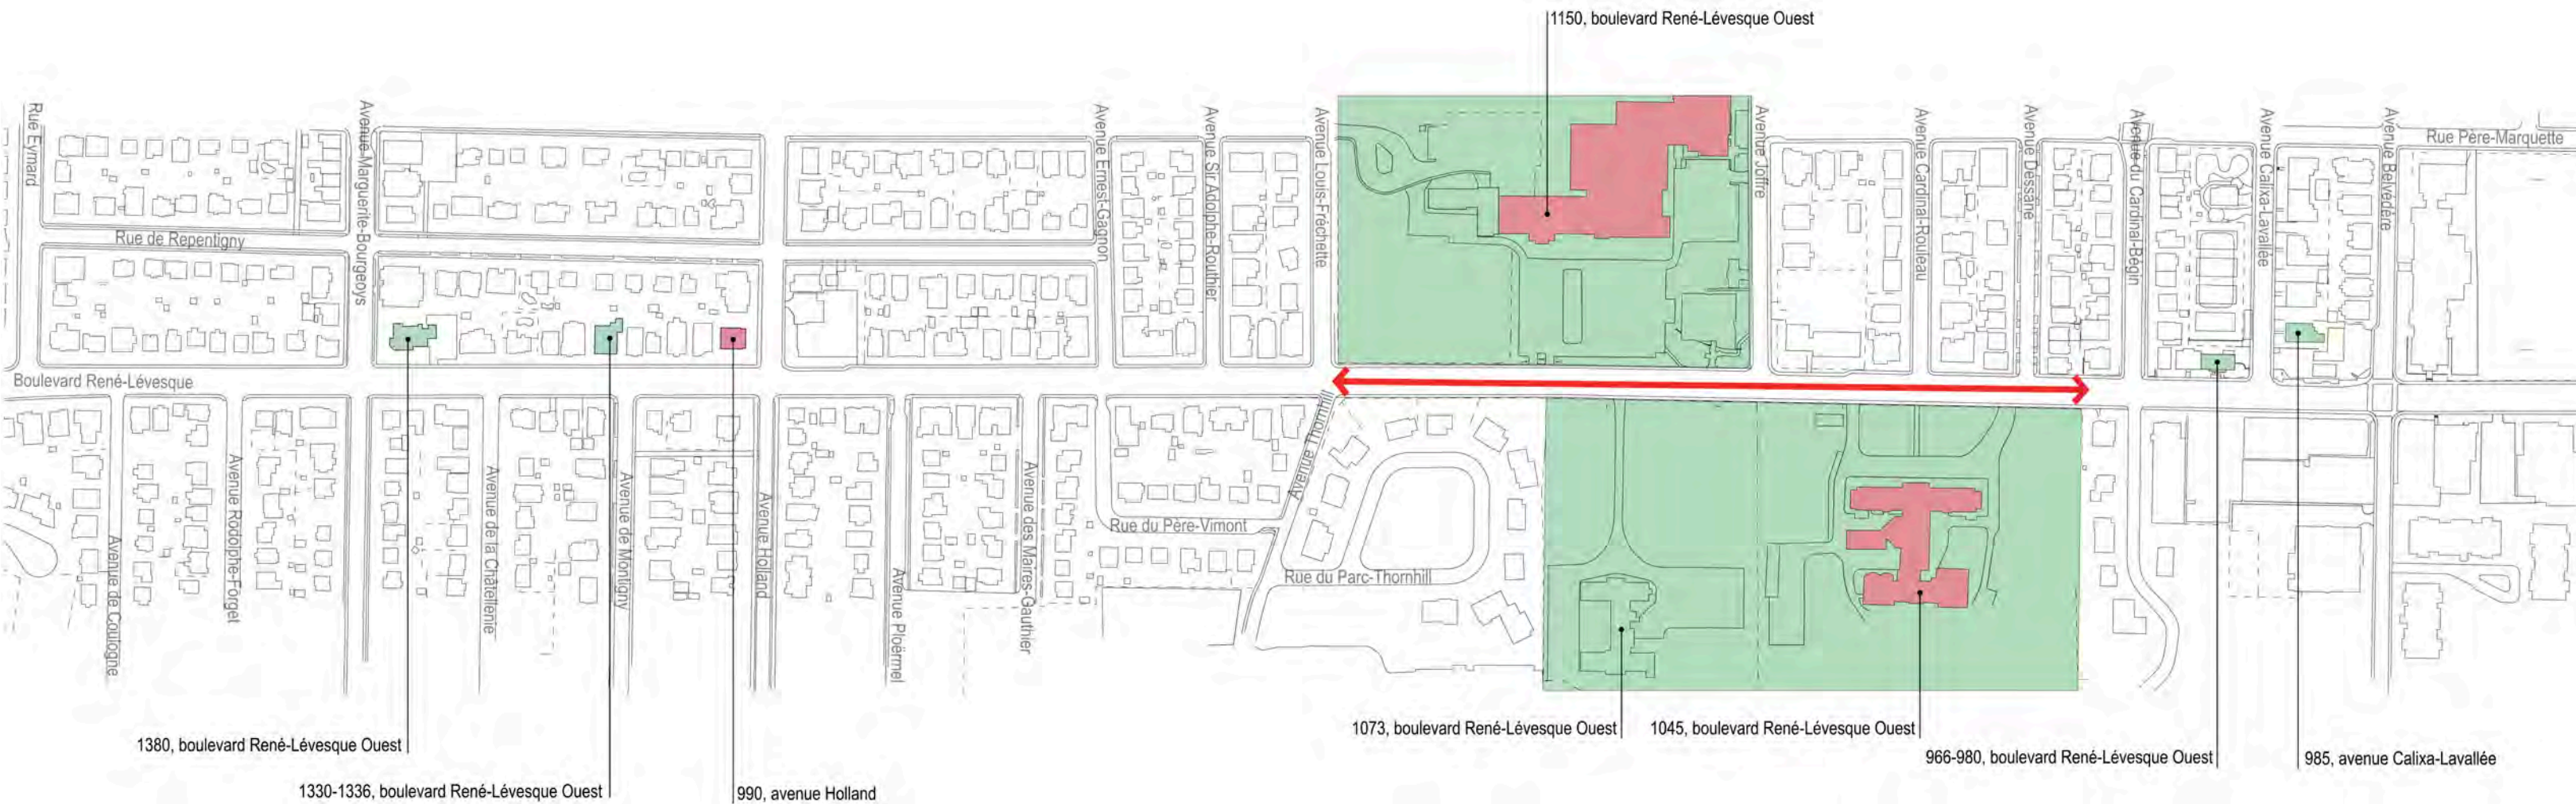 1150, boulevard René-Lévesque Ouest
Rue Eymard
Avenue Marguerite-Bourgeoys
Avenue Ernest-Gagnon
Avenue Sir Adolphe-Routhier
Avenue Louis-Fréchette
Avenue Joffre
Avenue Cardinal-Rouleau
Avenue Dessane
Avenue du Cardinal-Bégin
Avenue Calixa-Lavallée
Avenue Belvédère
Rue Père-Marquette
Rue de Repentigny
Boulevard René-Lévesque
Avenue de Coulogne
Avenue Rodolphe-Forget
Avenue de la Châtellenie
Avenue de Montigny
Avenue Holland
Avenue Ploërmel
Avenue des Maires-Gauthier
Rue du Père-Vimont
Avenue Thornhill
Rue du Parc-Thornhill
1380, boulevard René-Lévesque Ouest
1330-1336, boulevard René-Lévesque Ouest
990, avenue Holland
1073, boulevard René-Lévesque Ouest
1045, boulevard René-Lévesque Ouest
966-980, boulevard René-Lévesque Ouest
985, avenue Calixa-Lavallée